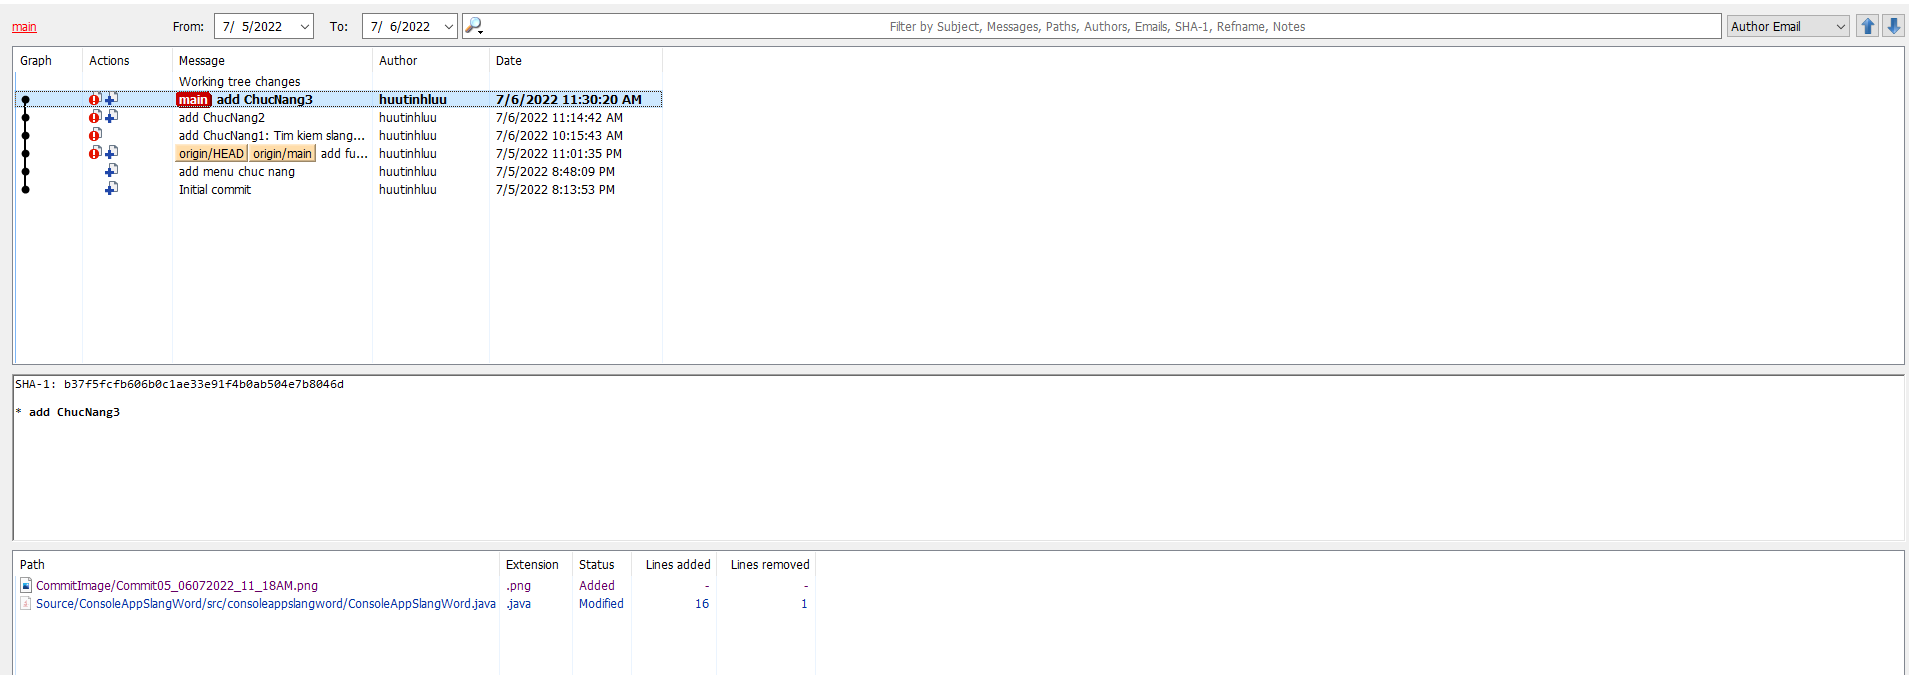 main From: 7/ 5/2022 To: 7/ 6/2022 Filter by Subject, Messages, Paths, Authors, Emails, SHA-1, Refname, Notes Author Email
Graph Actions Message Author Date
Working tree changes
main add ChucNang3 huutinhluu 7/6/2022 11:30:20 AM
add ChucNang2 huutinhluu 7/6/2022 11:14:42 AM
add ChucNang1: Tim kiem slang... huutinhluu 7/6/2022 10:15:43 AM
origin/HEAD origin/main add fu... huutinhluu 7/5/2022 11:01:35 PM
add menu chuc nang huutinhluu 7/5/2022 8:48:09 PM
Initial commit huutinhluu 7/5/2022 8:13:53 PM
SHA-1: b37f5fcfb606b0c1ae33e91f4b0ab504e7b8046d
* add ChucNang3
Path Extension Status Lines added Lines removed
CommitImage/Commit05_06072022_11_18AM.png .png Added - -
Source/ConsoleAppSlangWord/src/consoleappslangword/ConsoleAppSlangWord.java .java Modified 16 1